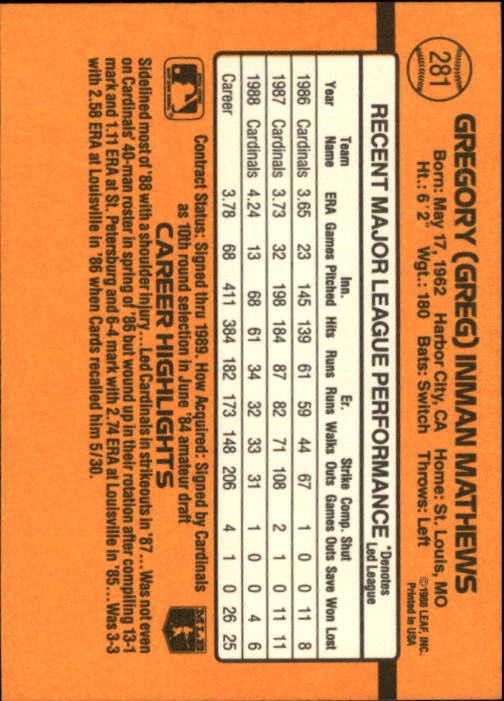 281
GREGORY (GREG) INMAN MATHEWS
Born: May 17, 1962 Harbor City, CA Home: St. Louis, MO
Ht.: 6' 2" Wgt.: 180 Bats: Switch Throws: Left
©1988 LEAF, INC.
Printed in USA
RECENT MAJOR LEAGUE PERFORMANCE *Denotes Led League
Team Inn. Er. Strike Comp. Shut
Year Name ERA Games Pitched Hits Runs Runs Walks Outs Games Outs Save Won Lost
1986 Cardinals 3.65 23 145 139 61 59 44 67 1 0 0 11 8
1987 Cardinals 3.73 32 198 184 87 82 71 108 2 1 0 11 11
1988 Cardinals 4.24 13 68 61 34 32 33 31 1 0 0 4 6
Career 3.78 68 411 384 182 173 148 206 4 1 0 26 25
Contract Status: Signed thru 1989. How Acquired: Signed by Cardinals
as 10th round selection in June '84 amateur draft
MLB
CAREER HIGHLIGHTS
Sidelined most of '88 with a shoulder injury...Led Cardinals in strikeouts in '87...Was not even
on Cardinals' 40-man roster in spring of '86 but wound up in their rotation after compiling 13-1
mark and 1.11 ERA at St. Petersburg and 6-4 mark with 2.74 ERA at Louisville in '85...Was 3-3
with 2.58 ERA at Louisville in '86 when Cards recalled him 5/30.